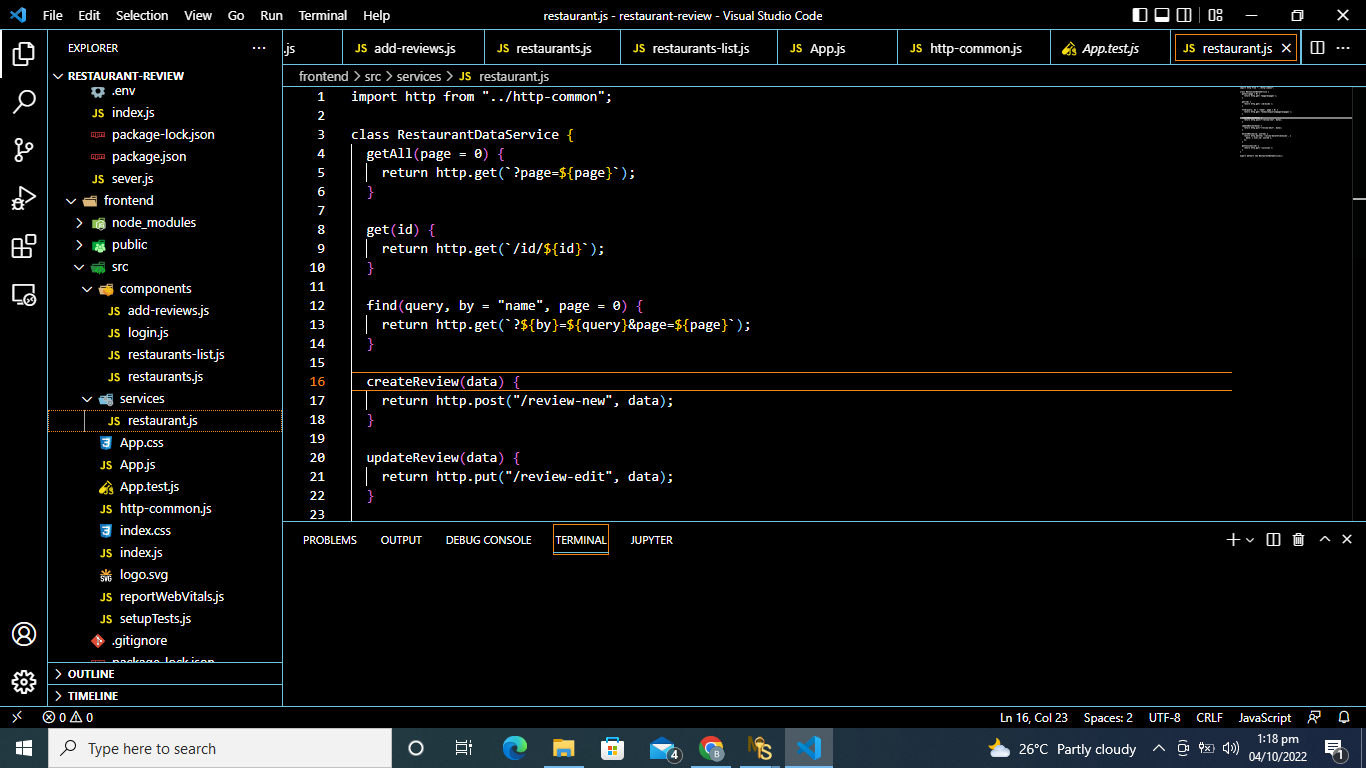 File Edit Selection View Go Run Terminal Help
restaurant.js - restaurant-review - Visual Studio Code
EXPLORER
.js
JS add-reviews.js
JS restaurants.js
JS restaurants-list.js
JS App.js
JS http-common.js
App.test.js
JS restaurant.js
RESTAURANT-REVIEW
.env
JS index.js
package-lock.json
package.json
JS sever.js
frontend
node_modules
public
src
components
JS add-reviews.js
JS login.js
JS restaurants-list.js
JS restaurants.js
services
JS restaurant.js
App.css
JS App.js
App.test.js
JS http-common.js
index.css
JS index.js
logo.svg
JS reportWebVitals.js
JS setupTests.js
.gitignore
package-lock.json
OUTLINE
TIMELINE
frontend > src > services > JS restaurant.js
1 import http from "../http-common";
2
3 class RestaurantDataService {
4 getAll(page = 0) {
5 return http.get(`?page=${page}`);
6 }
7
8 get(id) {
9 return http.get(`/id/${id}`);
10 }
11
12 find(query, by = "name", page = 0) {
13 return http.get(`?${by}=${query}&page=${page}`);
14 }
15
16 createReview(data) {
17 return http.post("/review-new", data);
18 }
19
20 updateReview(data) {
21 return http.put("/review-edit", data);
22 }
23
PROBLEMS OUTPUT DEBUG CONSOLE TERMINAL JUPYTER
0 0
Ln 16, Col 23 Spaces: 2 UTF-8 CRLF JavaScript
Type here to search
4
B
26°C Partly cloudy
1:18 pm
04/10/2022
1